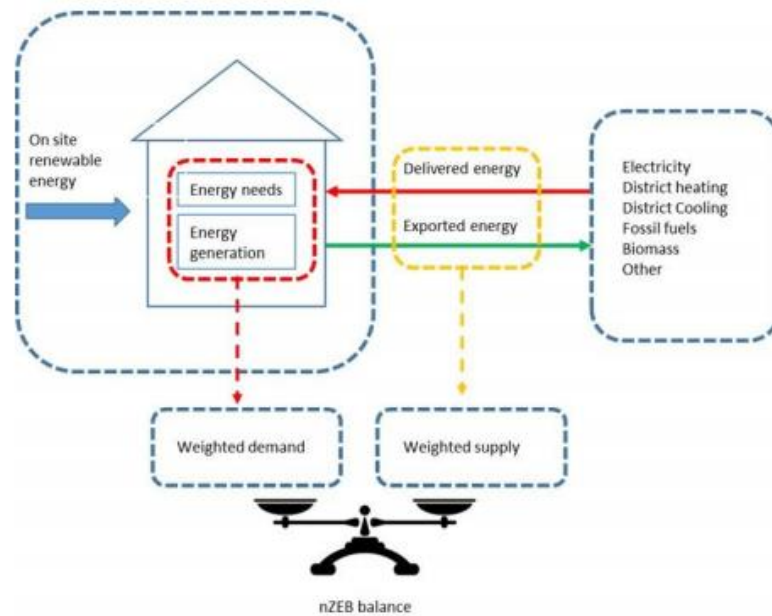 On site
renewable
energy
Energy needs
Energy
generation
Delivered energy
Exported energy
Electricity
District heating
District Cooling
Fossil fuels
Biomass
Other
Weighted demand
Weighted supply
nZEB balance